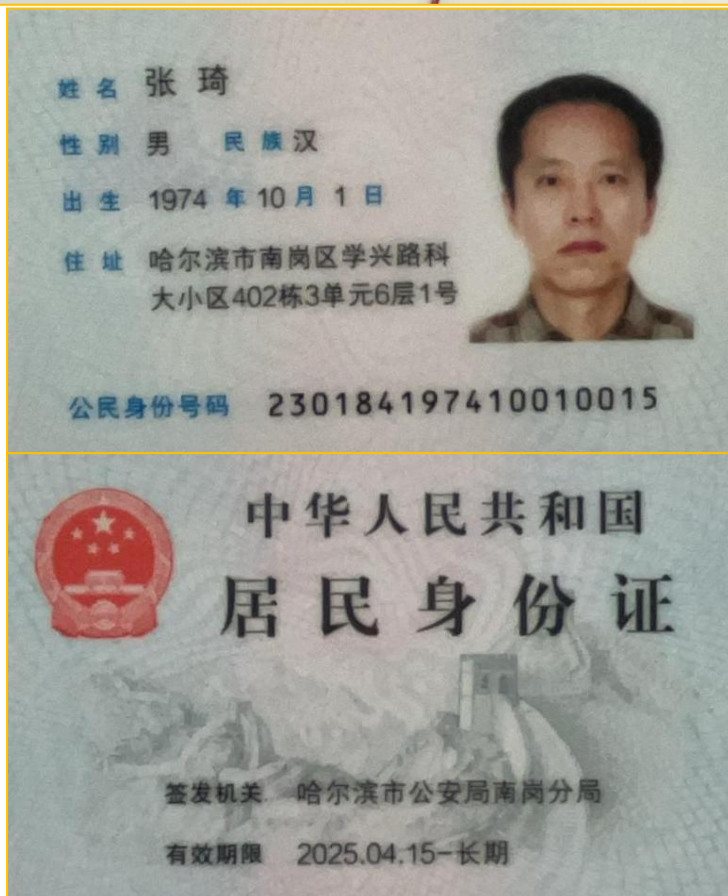 姓名 张琦
性别 男 民族 汉
出生 1974 年 10 月 1 日
住址 哈尔滨市南岗区学兴路科
大小区402栋3单元6层1号
公民身份号码 230184197410010015
中华人民共和国
居民身份证
签发机关 哈尔滨市公安局南岗分局
有效期限 2025.04.15-长期